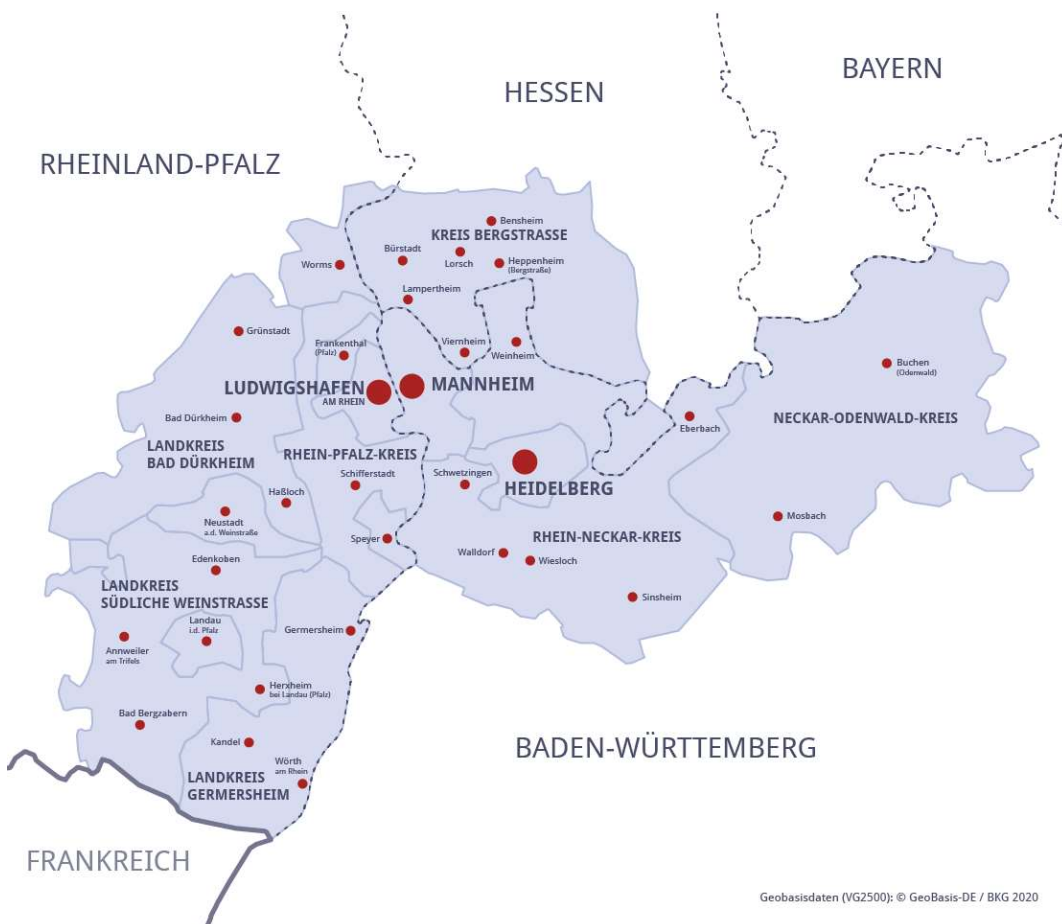 BAYERN
HESSEN
RHEINLAND-PFALZ
Bensheim
KREIS BERGSTRASSE
Bürstadt
Lorsch
Heppenheim
(Bergstraße)
Worms
Lampertheim
Grünstadt
Frankenthal
(Pfalz)
Viernheim
Weinheim
Buchen
(Odenwald)
LUDWIGSHAFEN
AM RHEIN
MANNHEIM
Bad Dürkheim
Eberbach
NECKAR-ODENWALD-KREIS
LANDKREIS
BAD DÜRKHEIM
RHEIN-PFALZ-KREIS
Schifferstadt
Schwetzingen
HEIDELBERG
Haßloch
Neustadt
a.d. Weinstraße
Mosbach
Speyer
RHEIN-NECKAR-KREIS
Walldorf
Wiesloch
Edenkoben
LANDKREIS
SÜDLICHE WEINSTRASSE
Sinsheim
Landau
i.d. Pfalz
Germersheim
Annweiler
am Trifels
Herxheim
bei Landau (Pfalz)
Bad Bergzabern
Kandel
Wörth
am Rhein
LANDKREIS
GERMERSHEIM
BADEN-WÜRTTEMBERG
FRANKREICH
Geobasisdaten (VG2500): © GeoBasis-DE / BKG 2020